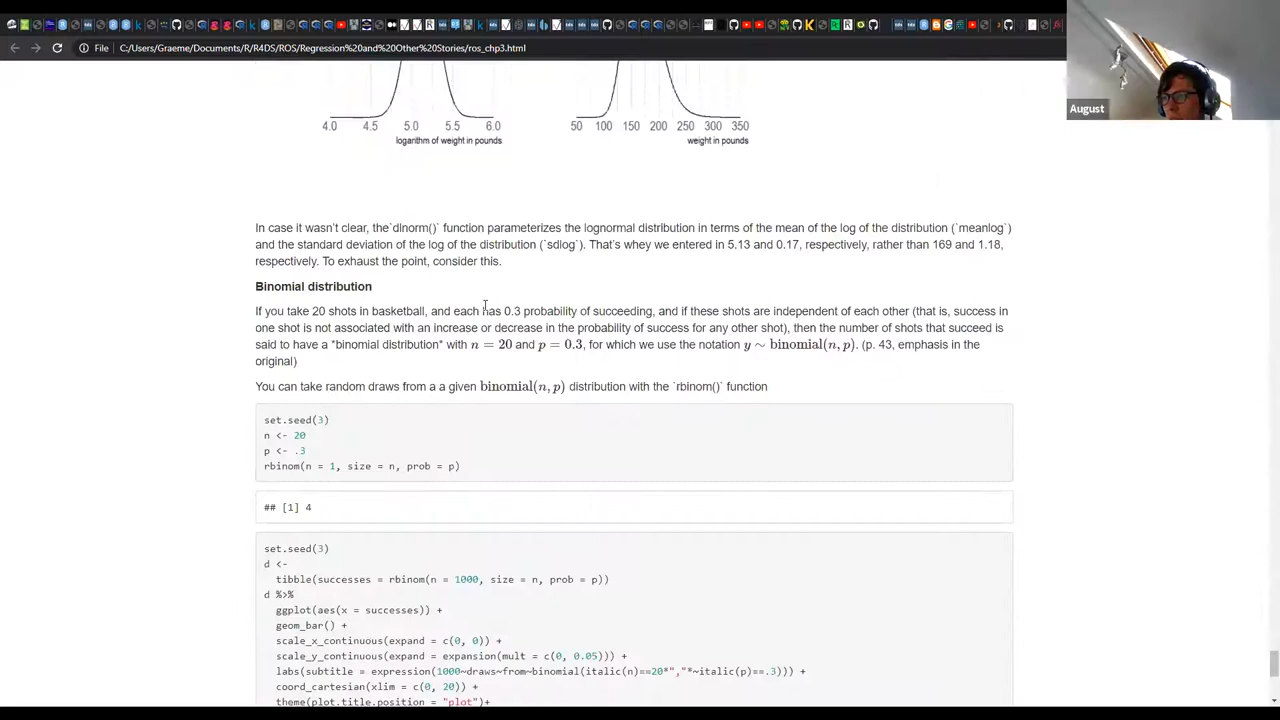 File
C:/Users/Graeme/Documents/R/R4DS/ROS/Regression%20and%20Other%20Stories/ros_chp3.html
August
4.0 4.5 5.0 5.5 6.0
50 100 150 200 250 300 350
logarithm of weight in pounds
weight in pounds
In case it wasn't clear, the`dlnorm()` function parameterizes the lognormal distribution in terms of the mean of the log of the distribution (`meanlog`)
and the standard deviation of the log of the distribution (`sdlog`). That's whey we entered in 5.13 and 0.17, respectively, rather than 169 and 1.18,
respectively. To exhaust the point, consider this.
Binomial distribution
If you take 20 shots in basketball, and each has 0.3 probability of succeeding, and if these shots are independent of each other (that is, success in
one shot is not associated with an increase or decrease in the probability of success for any other shot), then the number of shots that succeed is
said to have a *binomial distribution* with n = 20 and p = 0.3, for which we use the notation y ∼ binomial(n, p). (p. 43, emphasis in the
original)
You can take random draws from a a given binomial(n, p) distribution with the `rbinom()` function
set.seed(3)
n <- 20
p <- .3
rbinom(n = 1, size = n, prob = p)
## [1] 4
set.seed(3)
d <-
tibble(successes = rbinom(n = 1000, size = n, prob = p))
d %>%
ggplot(aes(x = successes)) +
geom_bar() +
scale_x_continuous(expand = c(0, 0)) +
scale_y_continuous(expand = expansion(mult = c(0, 0.05))) +
labs(subtitle = expression(1000~draws~from~binomial(italic(n)==20*","*~italic(p)==.3))) +
coord_cartesian(xlim = c(0, 20)) +
theme(plot.title.position = "plot")+